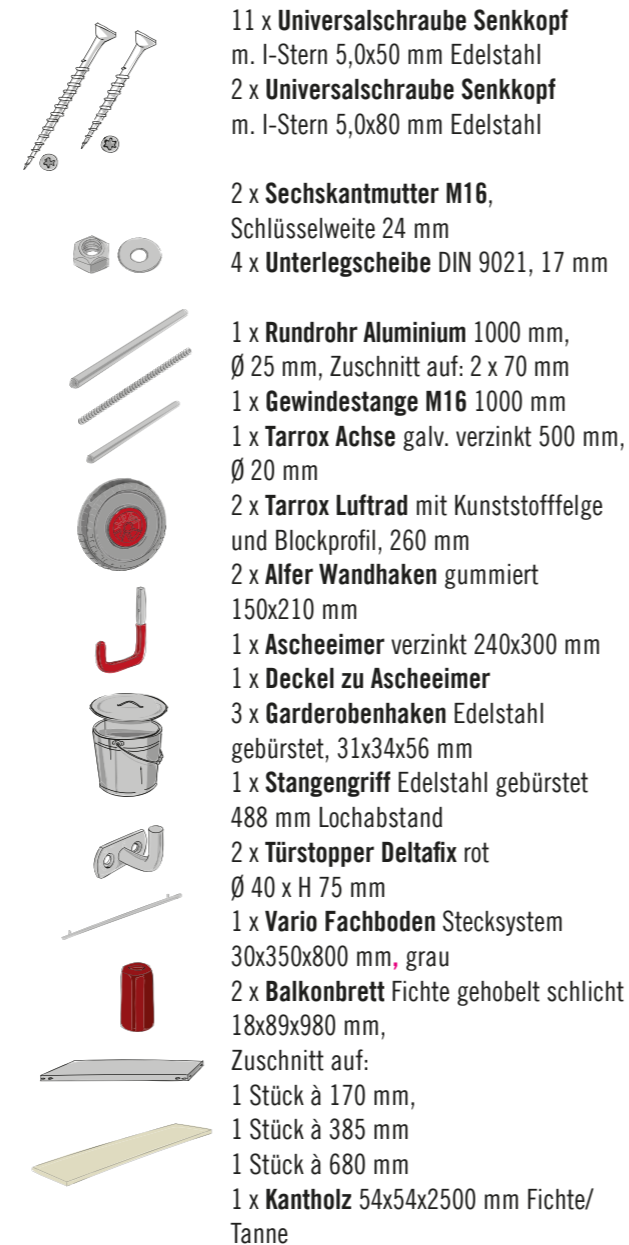 11 x Universalschraube Senkkopf
m. I-Stern 5,0x50 mm Edelstahl
2 x Universalschraube Senkkopf
m. I-Stern 5,0x80 mm Edelstahl
2 x Sechskantmutter M16,
Schlüsselweite 24 mm
4 x Unterlegscheibe DIN 9021, 17 mm
1 x Rundrohr Aluminium 1000 mm,
Ø 25 mm, Zuschnitt auf: 2 x 70 mm
1 x Gewindestange M16 1000 mm
1 x Tarrox Achse galv. verzinkt 500 mm,
Ø 20 mm
2 x Tarrox Luftrad mit Kunststofffelge
und Blockprofil, 260 mm
2 x Alfer Wandhaken gummiert
150x210 mm
1 x Ascheeimer verzinkt 240x300 mm
1 x Deckel zu Ascheeimer
3 x Garderobenhaken Edelstahl
gebürstet, 31x34x56 mm
1 x Stangengriff Edelstahl gebürstet
488 mm Lochabstand
2 x Türstopper Deltafix rot
Ø 40 x H 75 mm
1 x Vario Fachboden Stecksystem
30x350x800 mm, grau
2 x Balkonbrett Fichte gehobelt schlicht
18x89x980 mm,
Zuschnitt auf:
1 Stück à 170 mm,
1 Stück à 385 mm
1 Stück à 680 mm
1 x Kantholz 54x54x2500 mm Fichte/
Tanne